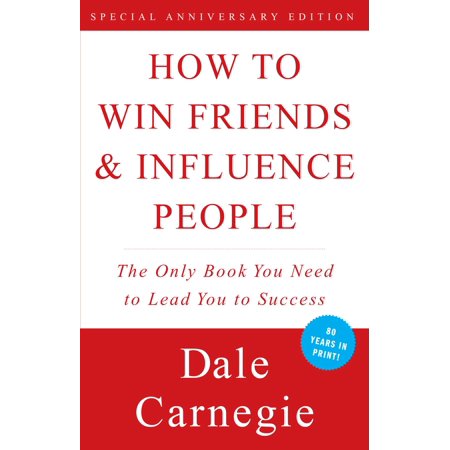 SPECIAL ANNIVERSARY EDITION
HOW TO
WIN FRIENDS
& INFLUENCE
PEOPLE
The Only Book You Need
to Lead You to Success
80
YEARS IN
PRINT!
Dale
Carnegie